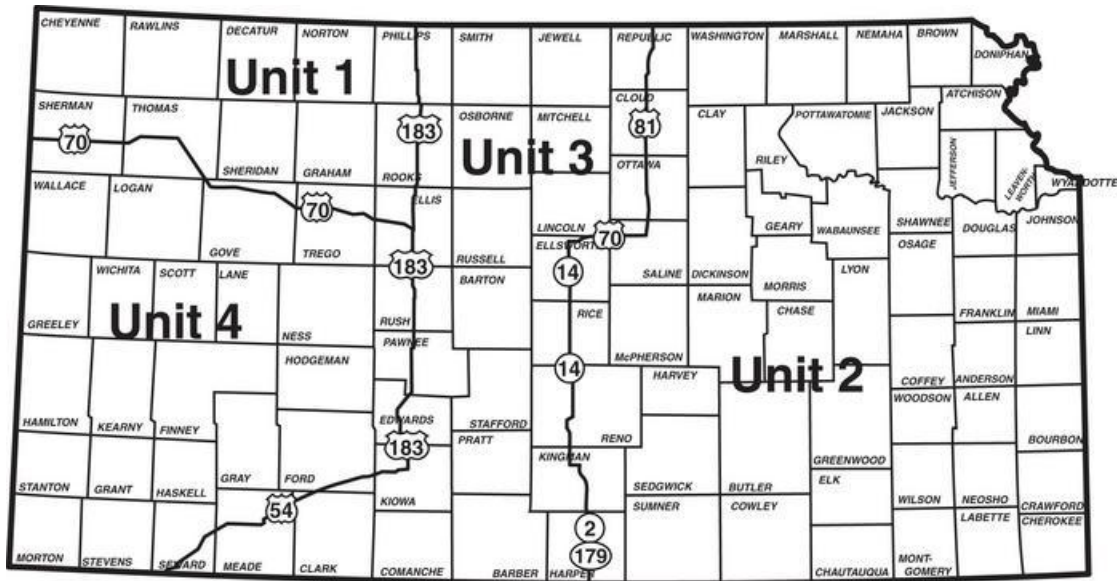 CHEYENNE
RAWLINS
DECATUR
NORTON
PHILLIPS
SMITH
JEWELL
REPUBLIC
WASHINGTON
MARSHALL
NEMAHA
BROWN
DONIPHAN
Unit 1
ATCHISON
SHERMAN
THOMAS
CLOUD
70
183
OSBORNE
MITCHELL
81
CLAY
POTTAWATOMIE
JACKSON
Unit 3
SHERIDAN
GRAHAM
ROOKS
OTTAWA
RILEY
JEFFERSON
LEAVEN-
WORTH
WYANDOTTE
WALLACE
LOGAN
ELLIS
70
LINCOLN
GEARY
WABAUNSEE
SHAWNEE
DOUGLAS
JOHNSON
GOVE
TREGO
ELLSWORTH
70
OSAGE
183
RUSSELL
WICHITA
SCOTT
LANE
BARTON
14
SALINE
DICKINSON
LYON
MORRIS
MARION
GREELEY
Unit 4
NESS
RUSH
RICE
CHASE
FRANKLIN
MIAMI
PAWNEE
LINN
HODGEMAN
14
McPHERSON
HARVEY
Unit 2
COFFEY
ANDERSON
WOODSON
ALLEN
HAMILTON
KEARNY
FINNEY
EDWARDS
STAFFORD
RENO
BOURBON
183
PRATT
KINGMAN
GREENWOOD
STANTON
GRANT
HASKELL
GRAY
FORD
KIOWA
SEDGWICK
BUTLER
ELK
WILSON
NEOSHO
CRAWFORD
54
SUMNER
COWLEY
LABETTE
CHEROKEE
2
179
MORTON
STEVENS
SEWARD
MEADE
CLARK
COMANCHE
BARBER
HARPER
CHAUTAUQUA
MONT-
GOMERY